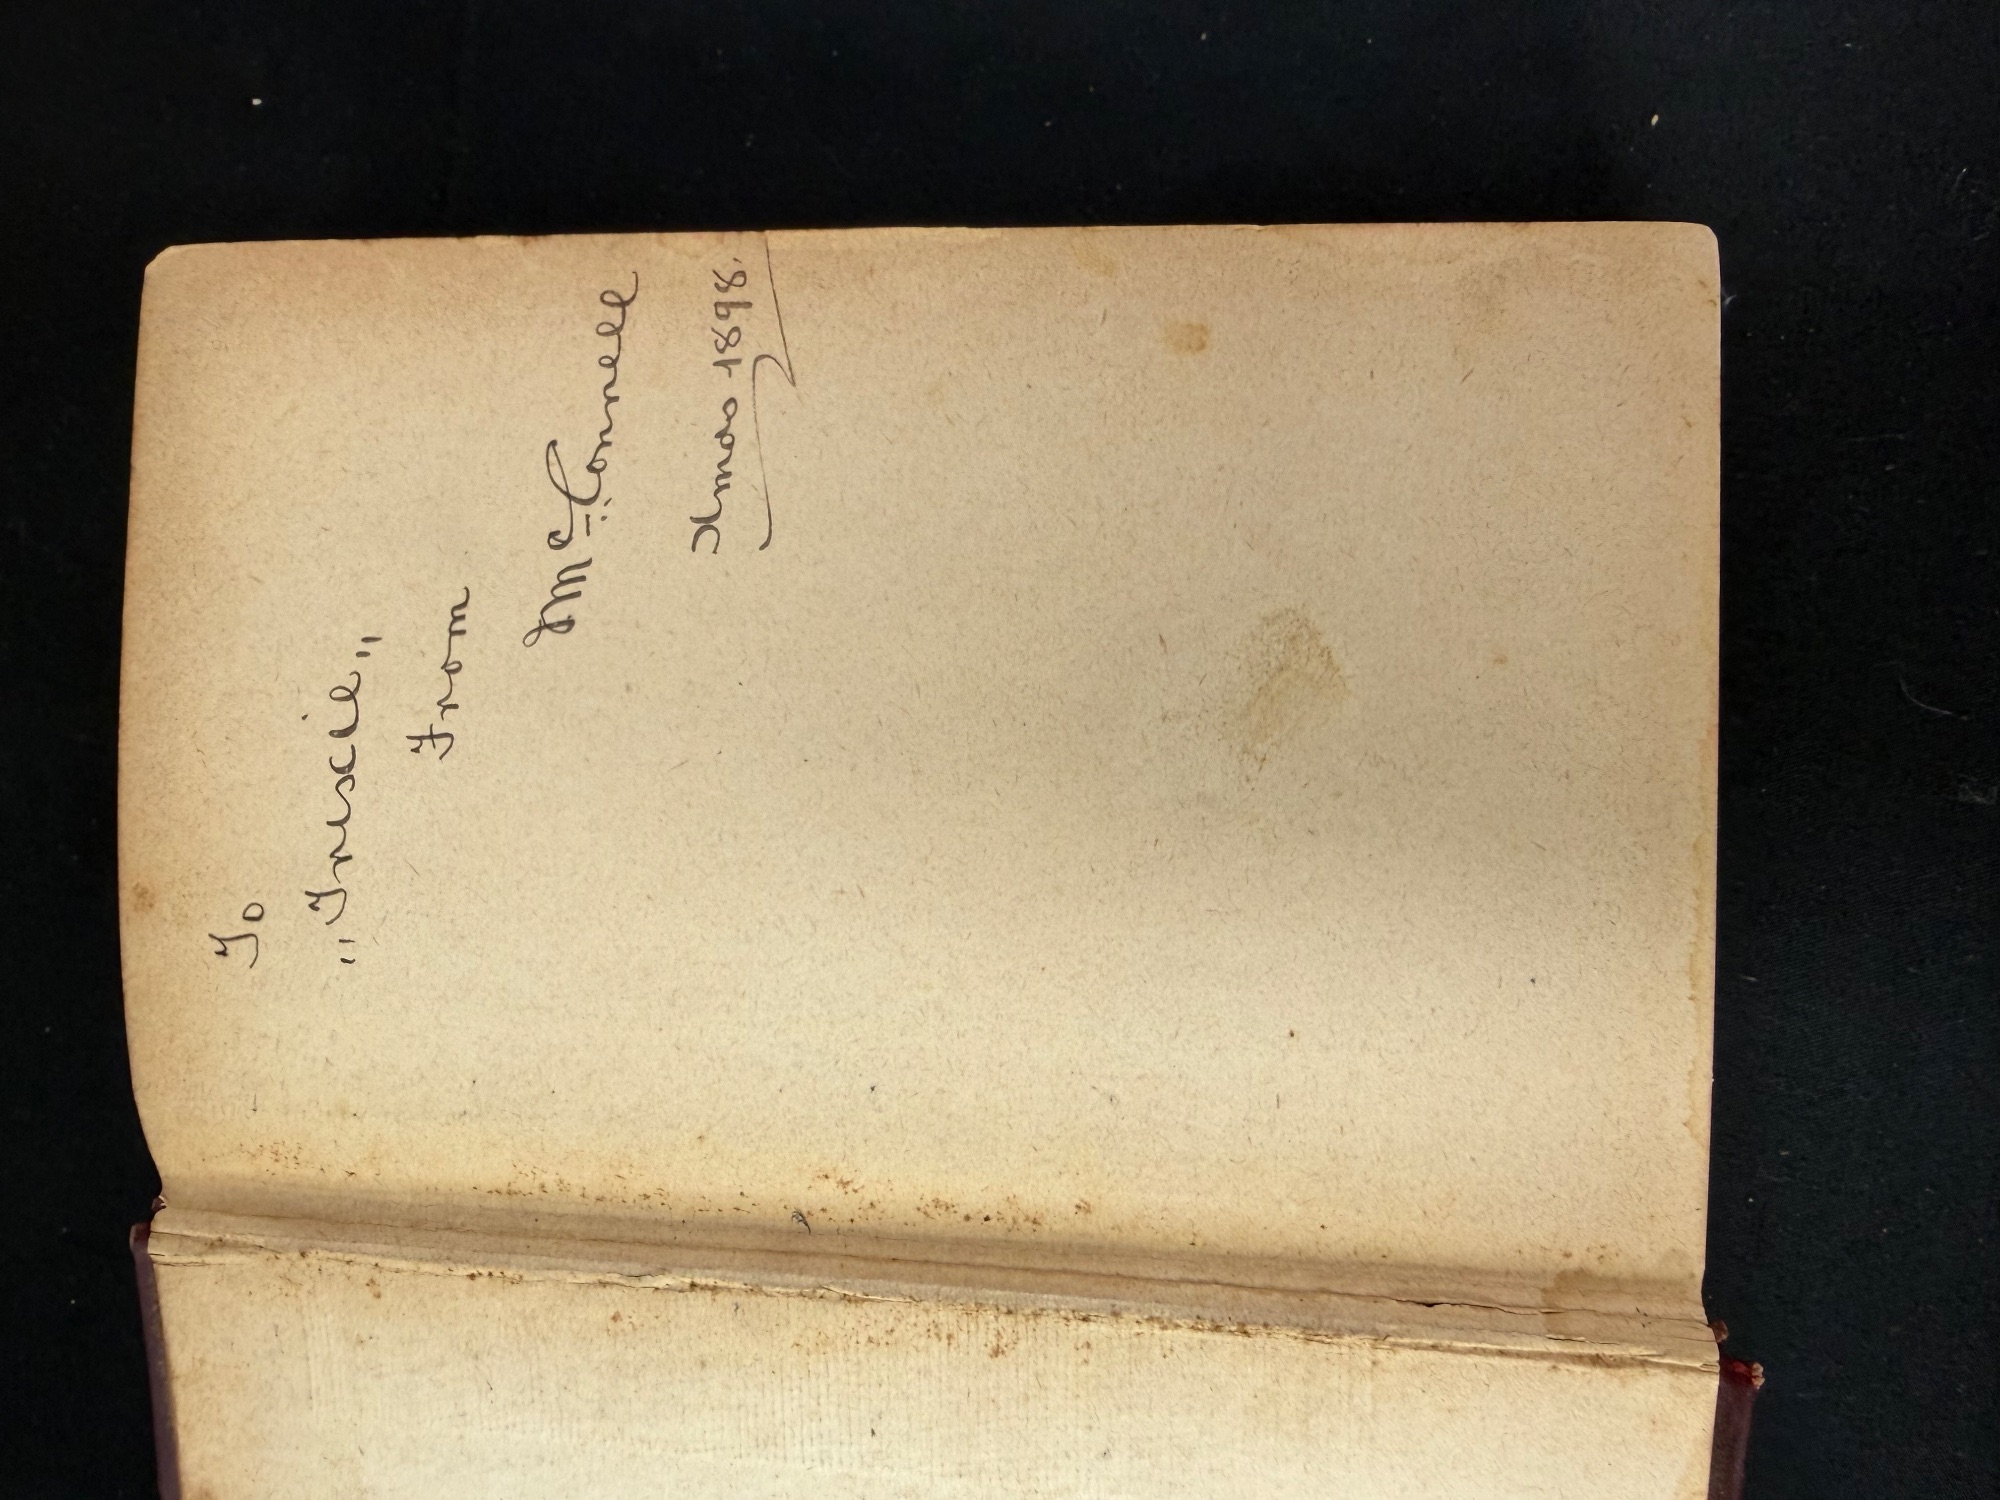 To
"Trixie"
From
McConnell
Xmas 1898.